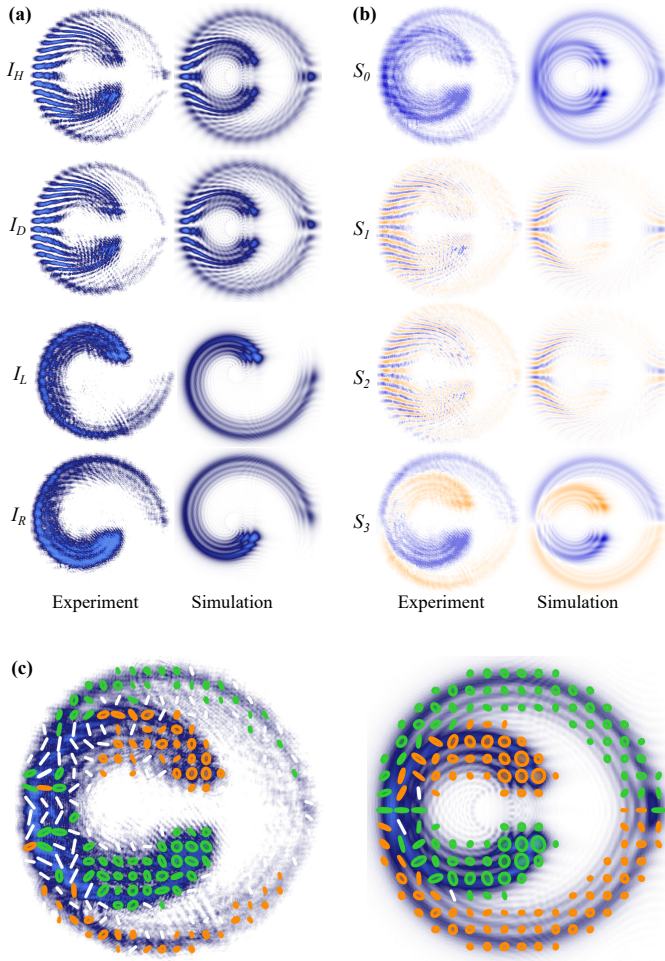 (a)
(b)
I_H
S_0
I_D
S_1
I_L
S_2
I_R
S_3
Experiment Simulation Experiment Simulation
(c)